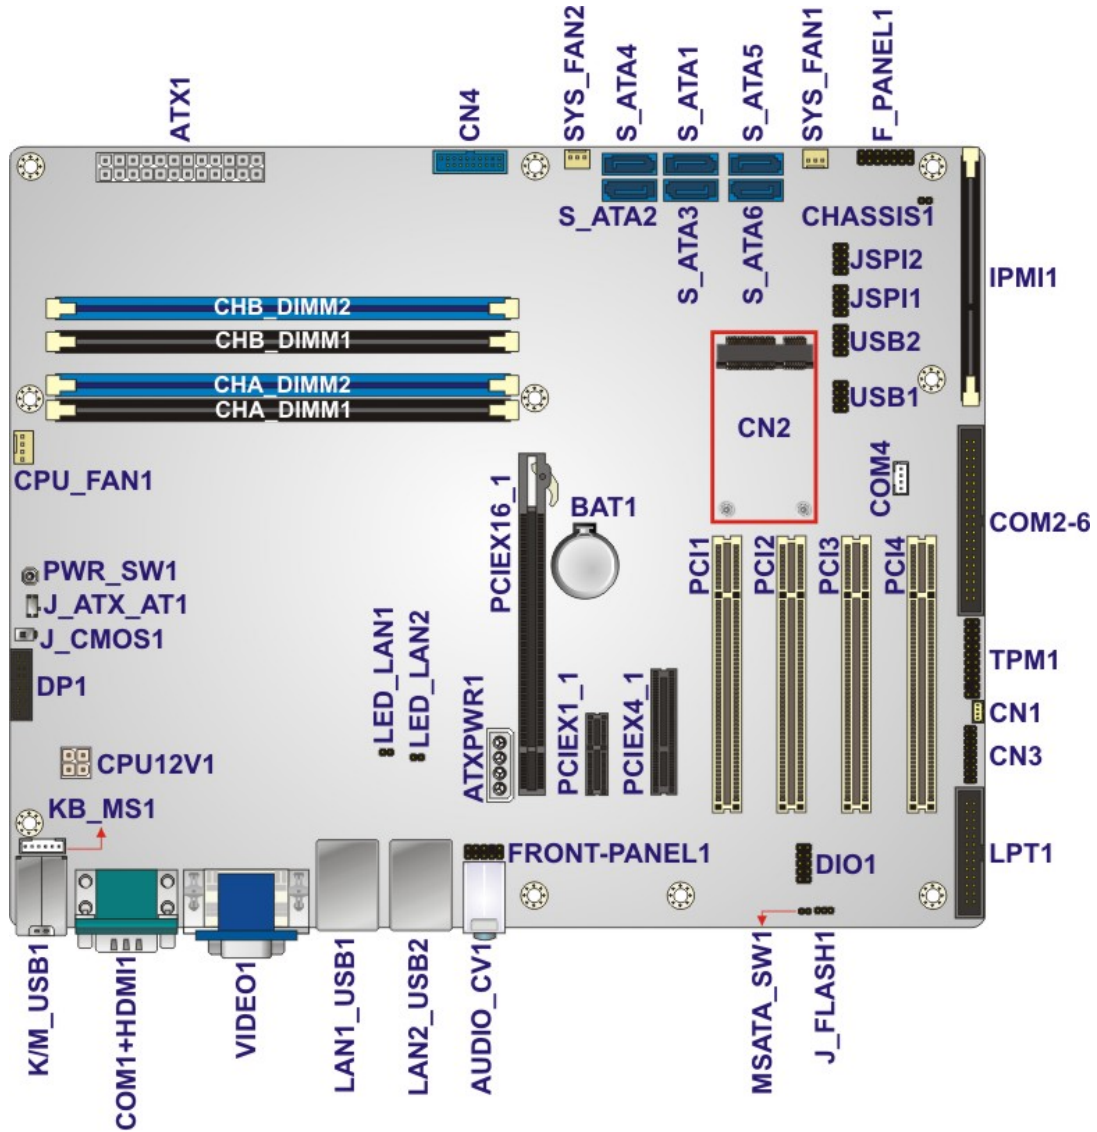 ATX1
CN4
SYS_FAN2
S_ATA4
S_ATA1
S_ATA5
SYS_FAN1
F_PANEL1
S_ATA2
S_ATA3
S_ATA6
CHASSIS1
JSPI2
IPMI1
JSPI1
CHB_DIMM2
CHB_DIMM1
USB2
CHA_DIMM2
CHA_DIMM1
USB1
CN2
CPU_FAN1
COM4
PCIEX16_1
BAT1
COM2-6
PCI1
PCI2
PCI3
PCI4
PWR_SW1
J_ATX_AT1
J_CMOS1
DP1
LED_LAN1
LED_LAN2
ATXPWR1
PCIEX1_1
PCIEX4_1
TPM1
CN1
CN3
CPU12V1
KB_MS1
FRONT-PANEL1
DIO1
LPT1
K/M_USB1
COM1+HDMI1
VIDEO1
LAN1_USB1
LAN2_USB2
AUDIO_CV1
MSATA_SW1
J_FLASH1